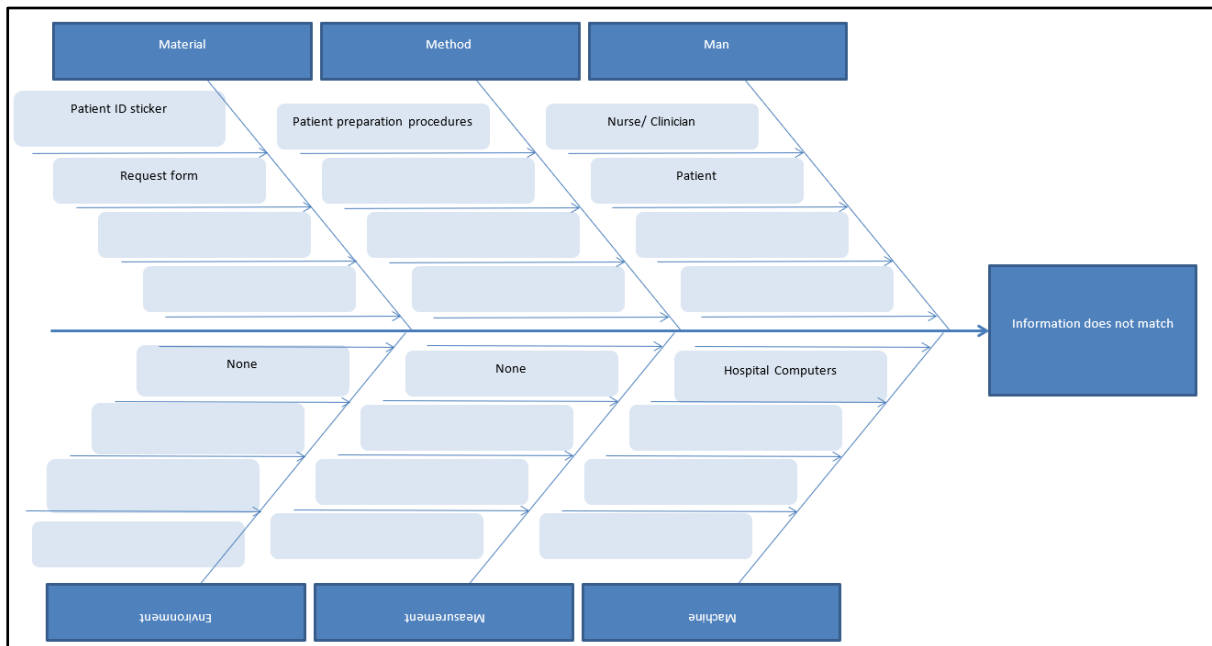 Material
Method
Man
Patient ID sticker
Patient preparation procedures
Nurse/ Clinician
Request form
Patient
Information does not match
None
None
Hospital Computers
Environment
Measurement
Machine